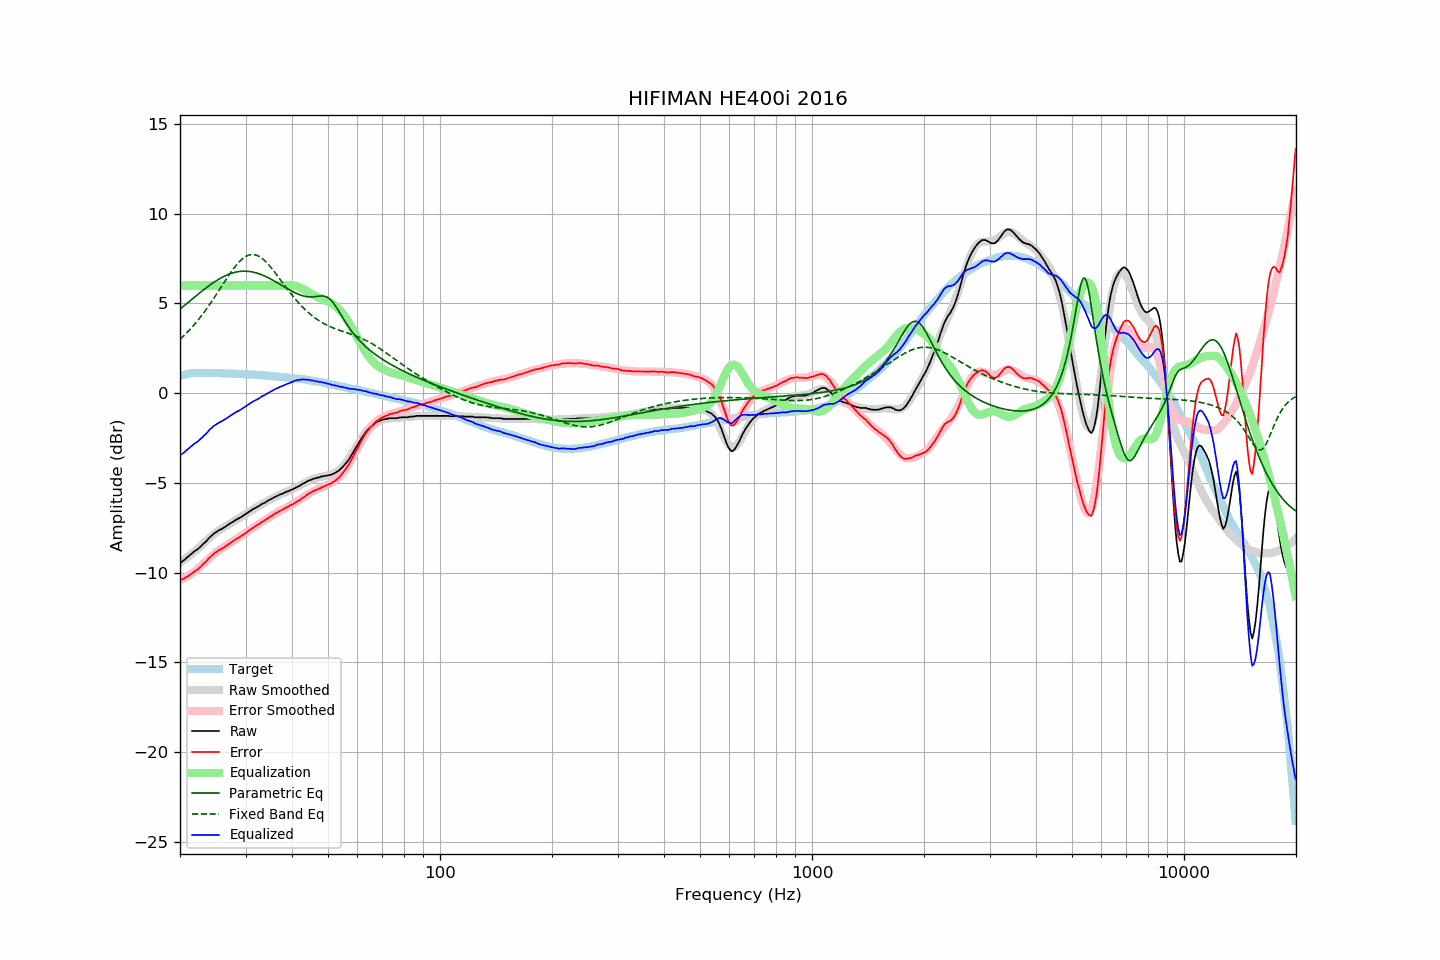 HIFIMAN HE400i 2016
15
10
5
0
−5
−10
−15
−20
−25
Amplitude (dBr)
Target
Raw Smoothed
Error Smoothed
Raw
Error
Equalization
Parametric Eq
Fixed Band Eq
Equalized
100
1000
10000
Frequency (Hz)